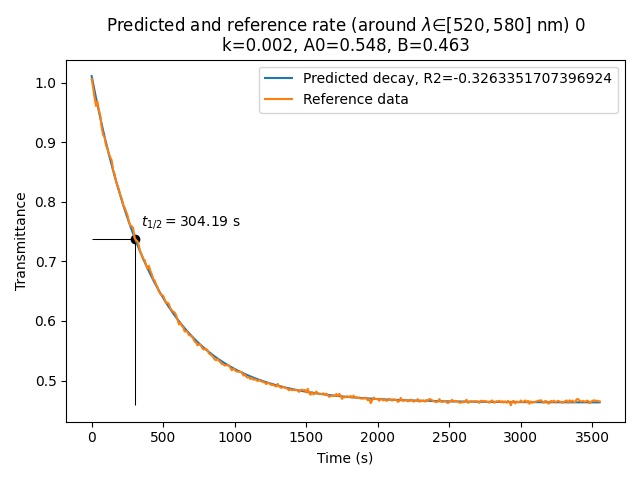 Predicted and reference rate (around λ∈[520, 580] nm) 0
k=0.002, A0=0.548, B=0.463
Predicted decay, R2=-0.3263351707396924
Reference data
t1/2 = 304.19 s
Transmittance
1.0
0.9
0.8
0.7
0.6
0.5
0
500
1000
1500
2000
2500
3000
3500
Time (s)